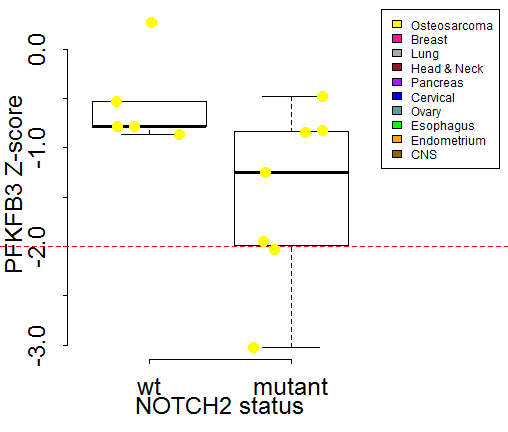 Osteosarcoma
Breast
Lung
Head & Neck
Pancreas
Cervical
Ovary
Esophagus
Endometrium
CNS
PFKFB3 Z-score
0.0
-1.0
-2.0
-3.0
wt
mutant
NOTCH2 status